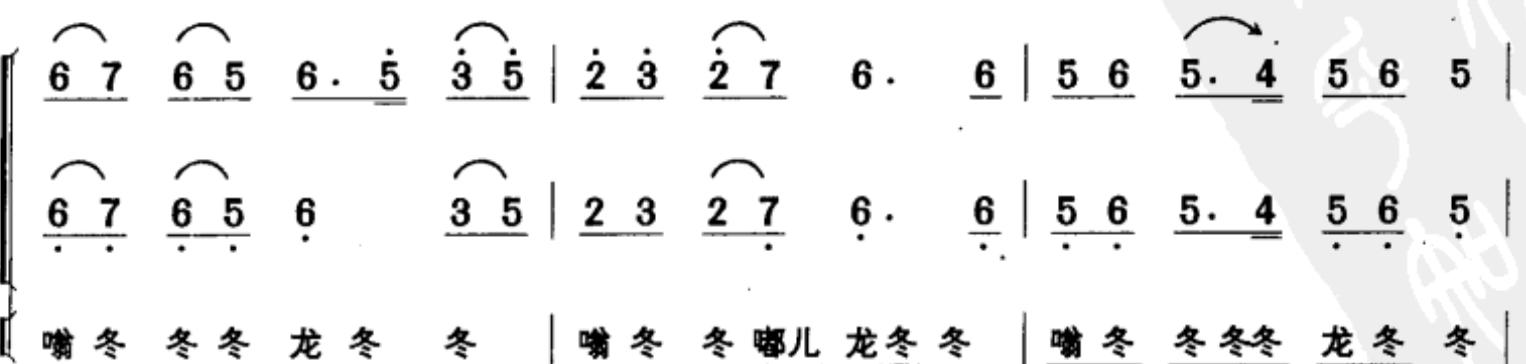 6 7 6 5 6· 5̇ 3̇ 5̇ | 2̇ 3̇ 2̇ 7 6· 6 | 5 6 5· 4 5 6 5 |
6̣ 7̣ 6̣ 5̣ 6̣ 3 5 | 2 3 2 7̣ 6̣· 6̣ | 5̣ 6̣ 5· 4 5̣ 6̣ 5̣ |
嗡 冬 冬 冬 龙 冬 冬 | 嗡 冬 冬 嘟儿 龙 冬 冬 | 嗡 冬 冬 冬冬 龙 冬 冬